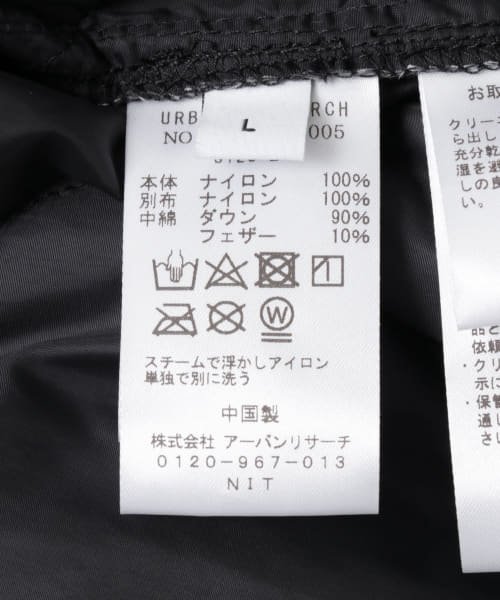 URB RCH
L
NO 005
本体 ナイロン 100%
別布 ナイロン 100%
中綿 ダウン 90%
フェザー 10%
W
スチームで浮かしアイロン
単独で別に洗う
中国製
株式会社 アーバンリサーチ
0120-967-013
NIT
お取
クリーニ
ら出し
充分乾
湿を避
しの良
い。
品と
依頼
・クリ
示に
・保管
通し
さい